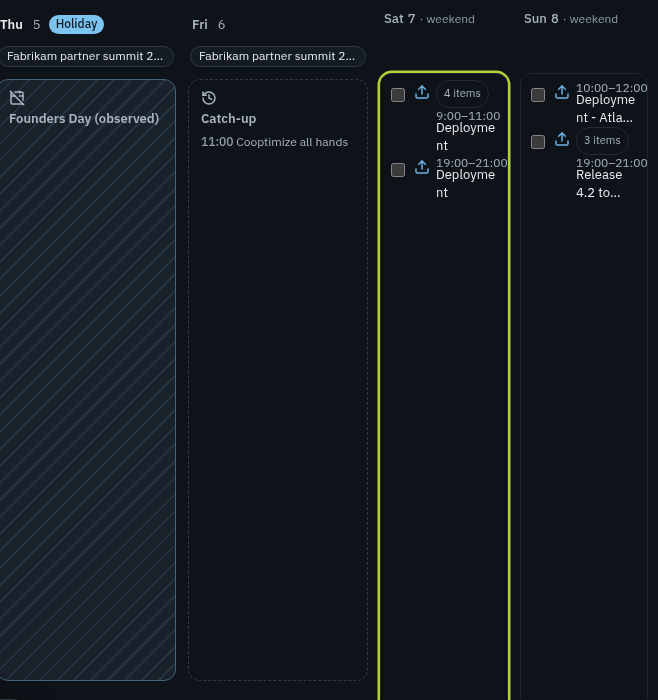 Thu 5 Holiday
Fabrikam partner summit 2...
Founders Day (observed)
Fri 6
Fabrikam partner summit 2...
Catch-up
11:00 Cooptimize all hands
Sat 7 · weekend
4 items
9:00–11:00
Deployme
nt
19:00–21:00
Deployme
nt
Sun 8 · weekend
10:00–12:00
Deployme
nt - Atla...
3 items
19:00–21:00
Release
4.2 to...